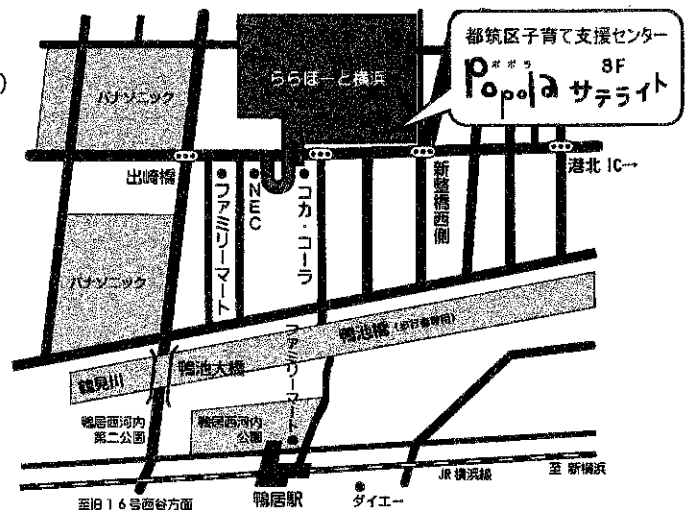 都筑区子育て支援センター
ポポラ
Popola 8F サテライト
)
パナソニック
ららぽーと横浜
出崎橋
ファミリーマート
NEC
コカ・コーラ
新整橋西側
港北 IC→
パナソニック
鶴見川
鴨池大橋
鴨池橋 (歩行者専用)
ファミリーマート
鴨居西河内
第二公園
鴨居西河内
公園
JR 横浜線
至 新横浜
至旧16号西谷方面
鴨居駅
ダイエー